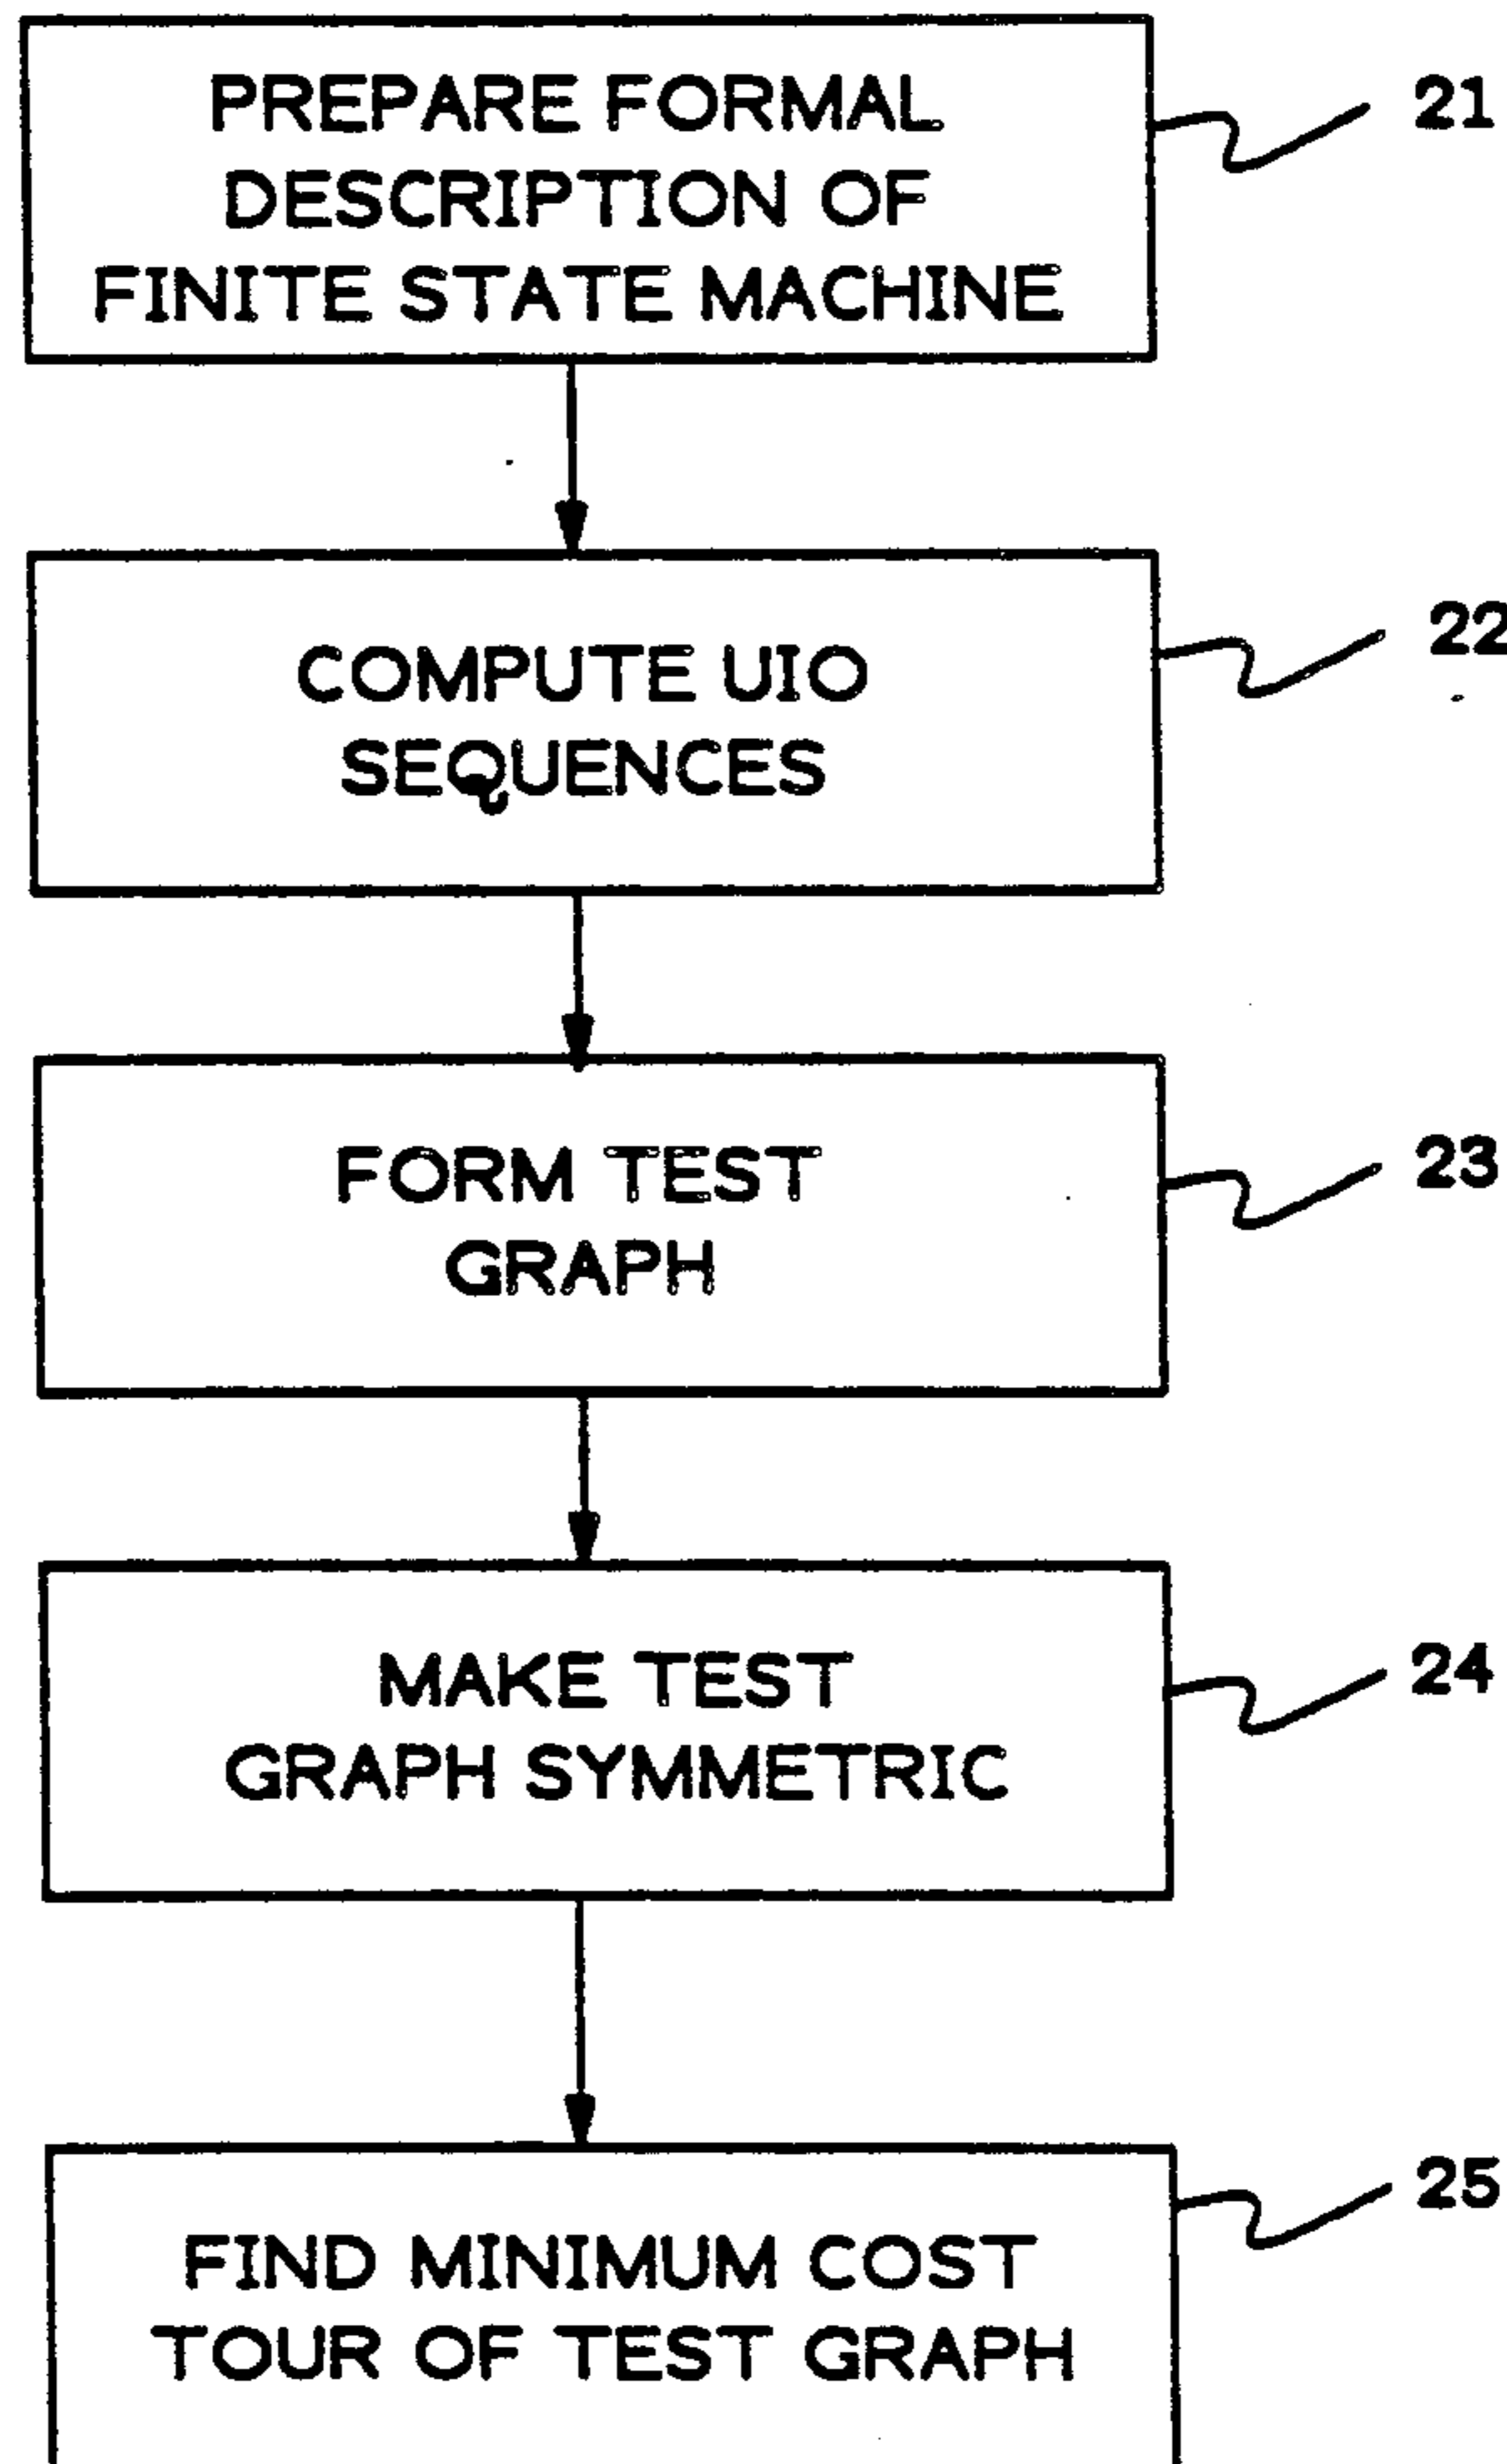 PREPARE FORMAL
DESCRIPTION OF
FINITE STATE MACHINE
21
COMPUTE UIO
SEQUENCES
22
FORM TEST
GRAPH
23
MAKE TEST
GRAPH SYMMETRIC
24
FIND MINIMUM COST
TOUR OF TEST GRAPH
25